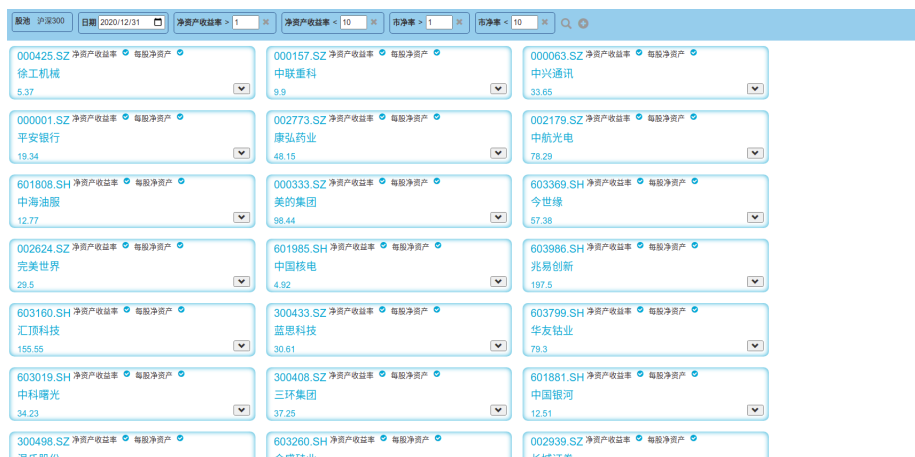 股池 沪深300 日期 2020/12/31 净资产收益率 > 1 净资产收益率 < 10 市净率 > 1 市净率 < 10
000425.SZ 净资产收益率 每股净资产
徐工机械
5.37
000157.SZ 净资产收益率 每股净资产
中联重科
9.9
000063.SZ 净资产收益率 每股净资产
中兴通讯
33.65
000001.SZ 净资产收益率 每股净资产
平安银行
19.34
002773.SZ 净资产收益率 每股净资产
康弘药业
48.15
002179.SZ 净资产收益率 每股净资产
中航光电
78.29
601808.SH 净资产收益率 每股净资产
中海油服
12.77
000333.SZ 净资产收益率 每股净资产
美的集团
98.44
603369.SH 净资产收益率 每股净资产
今世缘
57.38
002624.SZ 净资产收益率 每股净资产
完美世界
29.5
601985.SH 净资产收益率 每股净资产
中国核电
4.92
603986.SH 净资产收益率 每股净资产
兆易创新
197.5
603160.SH 净资产收益率 每股净资产
汇顶科技
155.55
300433.SZ 净资产收益率 每股净资产
蓝思科技
30.61
603799.SH 净资产收益率 每股净资产
华友钴业
79.3
603019.SH 净资产收益率 每股净资产
中科曙光
34.23
300408.SZ 净资产收益率 每股净资产
三环集团
37.25
601881.SH 净资产收益率 每股净资产
中国银河
12.51
300498.SZ 净资产收益率 每股净资产
603260.SH 净资产收益率 每股净资产
002939.SZ 净资产收益率 每股净资产